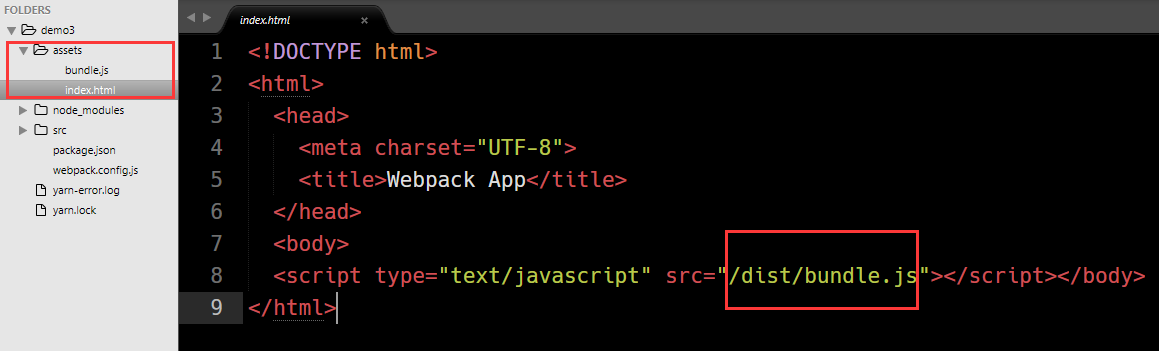 FOLDERS
demo3
assets
bundle.js
index.html
node_modules
src
package.json
webpack.config.js
yarn-error.log
yarn.lock
index.html ×
1 <!DOCTYPE html>
2 <html>
3 <head>
4 <meta charset="UTF-8">
5 <title>Webpack App</title>
6 </head>
7 <body>
8 <script type="text/javascript" src="/dist/bundle.js"></script></body>
9 </html>